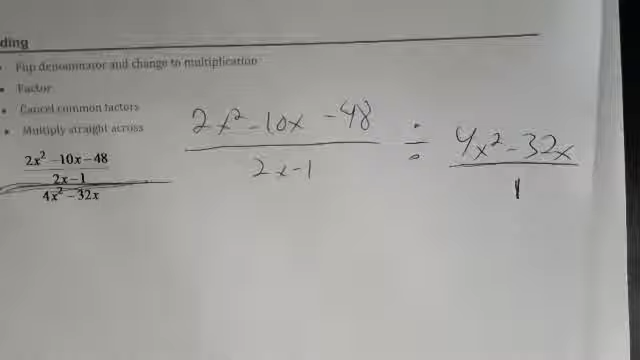 ding
• Flip denominator and change to multiplication
• Factor
• Cancel common factors
• Multiply straight across
2x² −10x−48
2x−1
4x² −32x
2x² − 10x − 48
2x−1
÷
4x² − 32x
1